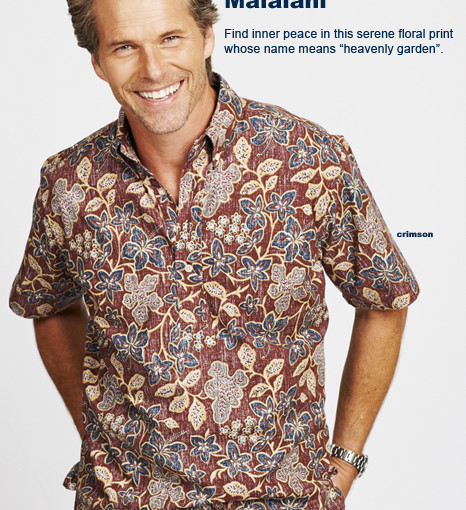 Malalani
Find inner peace in this serene floral print
whose name means “heavenly garden”.
crimson